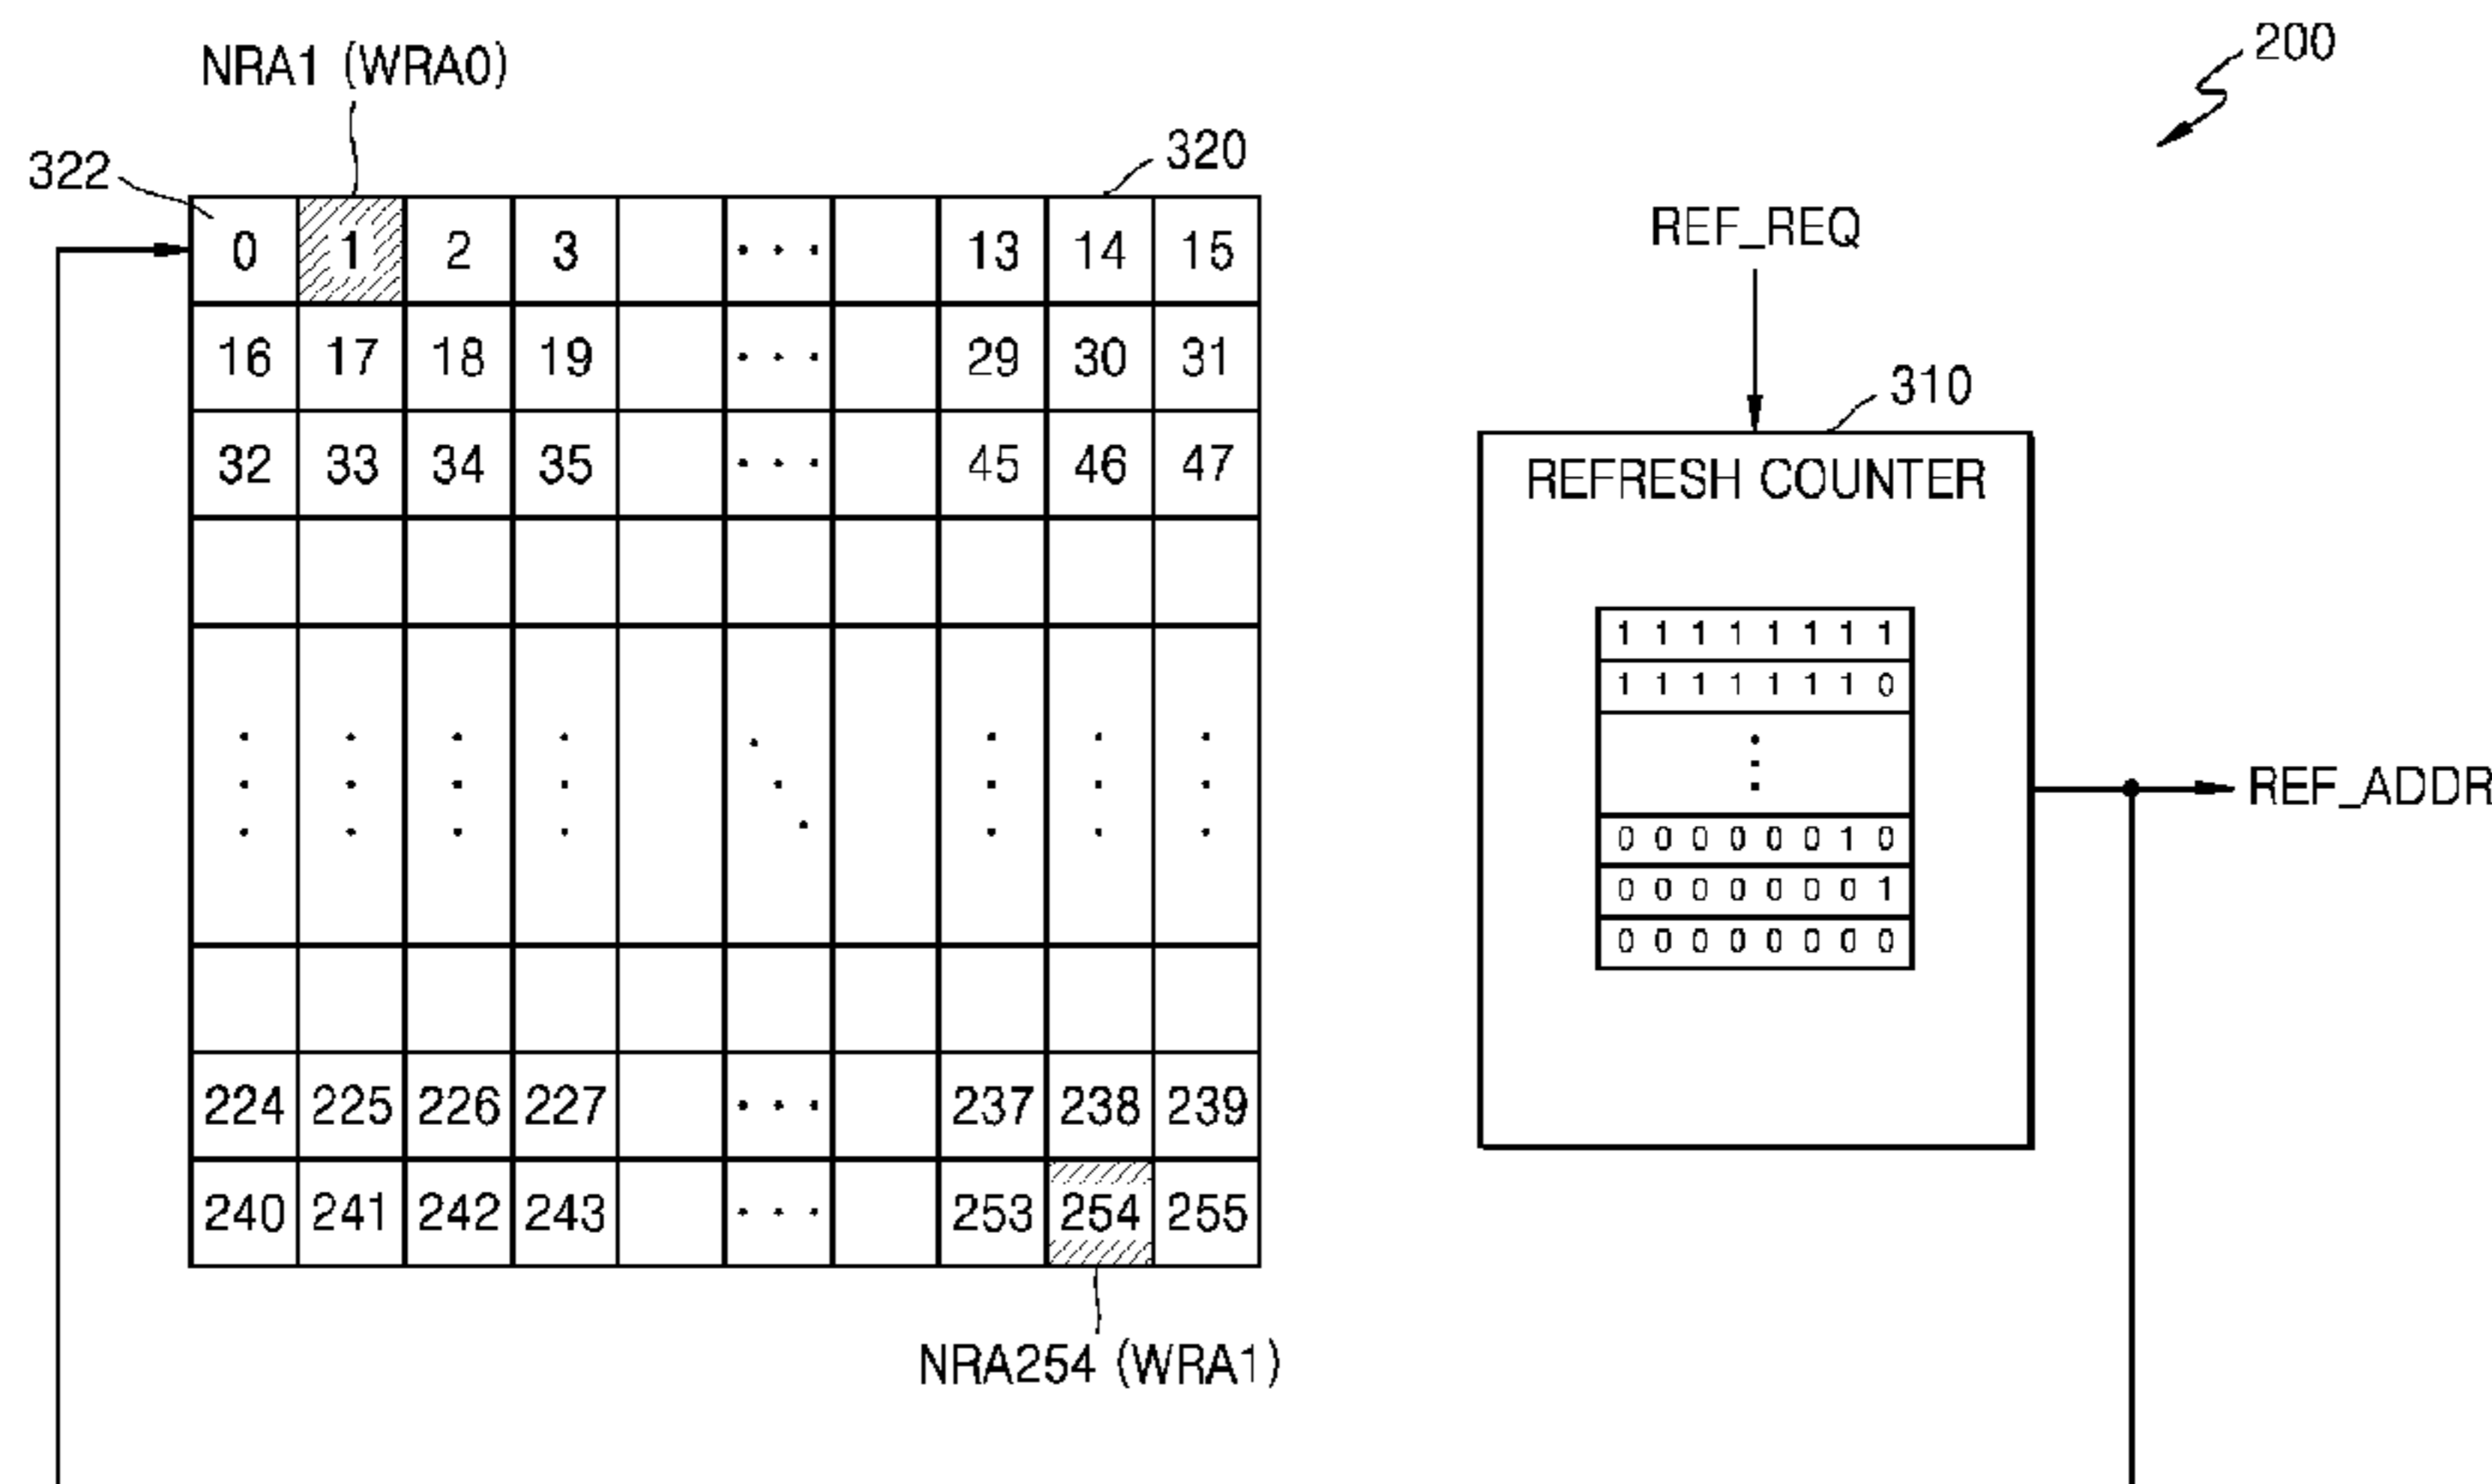 200
NRA1 (WRA0)
322
320
0 1 2 3 ... 13 14 15
16 17 18 19 ... 29 30 31
32 33 34 35 ... 45 46 47
224 225 226 227 ... 237 238 239
240 241 242 243 ... 253 254 255
NRA254 (WRA1)
REF_REQ
310
REFRESH COUNTER
1 1 1 1 1 1 1 1
1 1 1 1 1 1 1 0
0 0 0 0 0 0 1 0
0 0 0 0 0 0 0 1
0 0 0 0 0 0 0 0
REF_ADDR